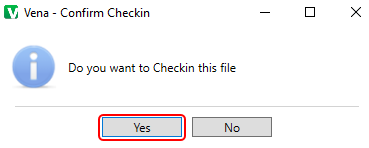 Vena - Confirm Checkin
Do you want to Checkin this file
Yes
No